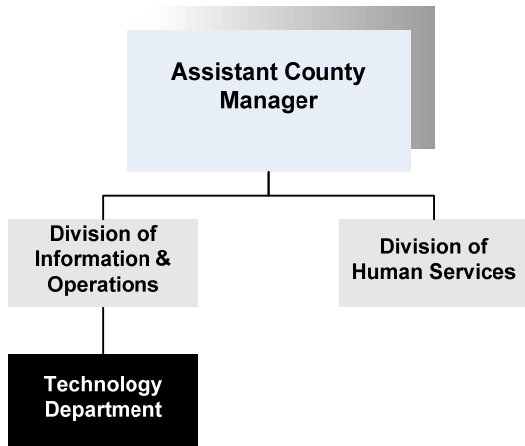 Assistant County
Manager
Division of
Information &
Operations
Division of
Human Services
Technology
Department